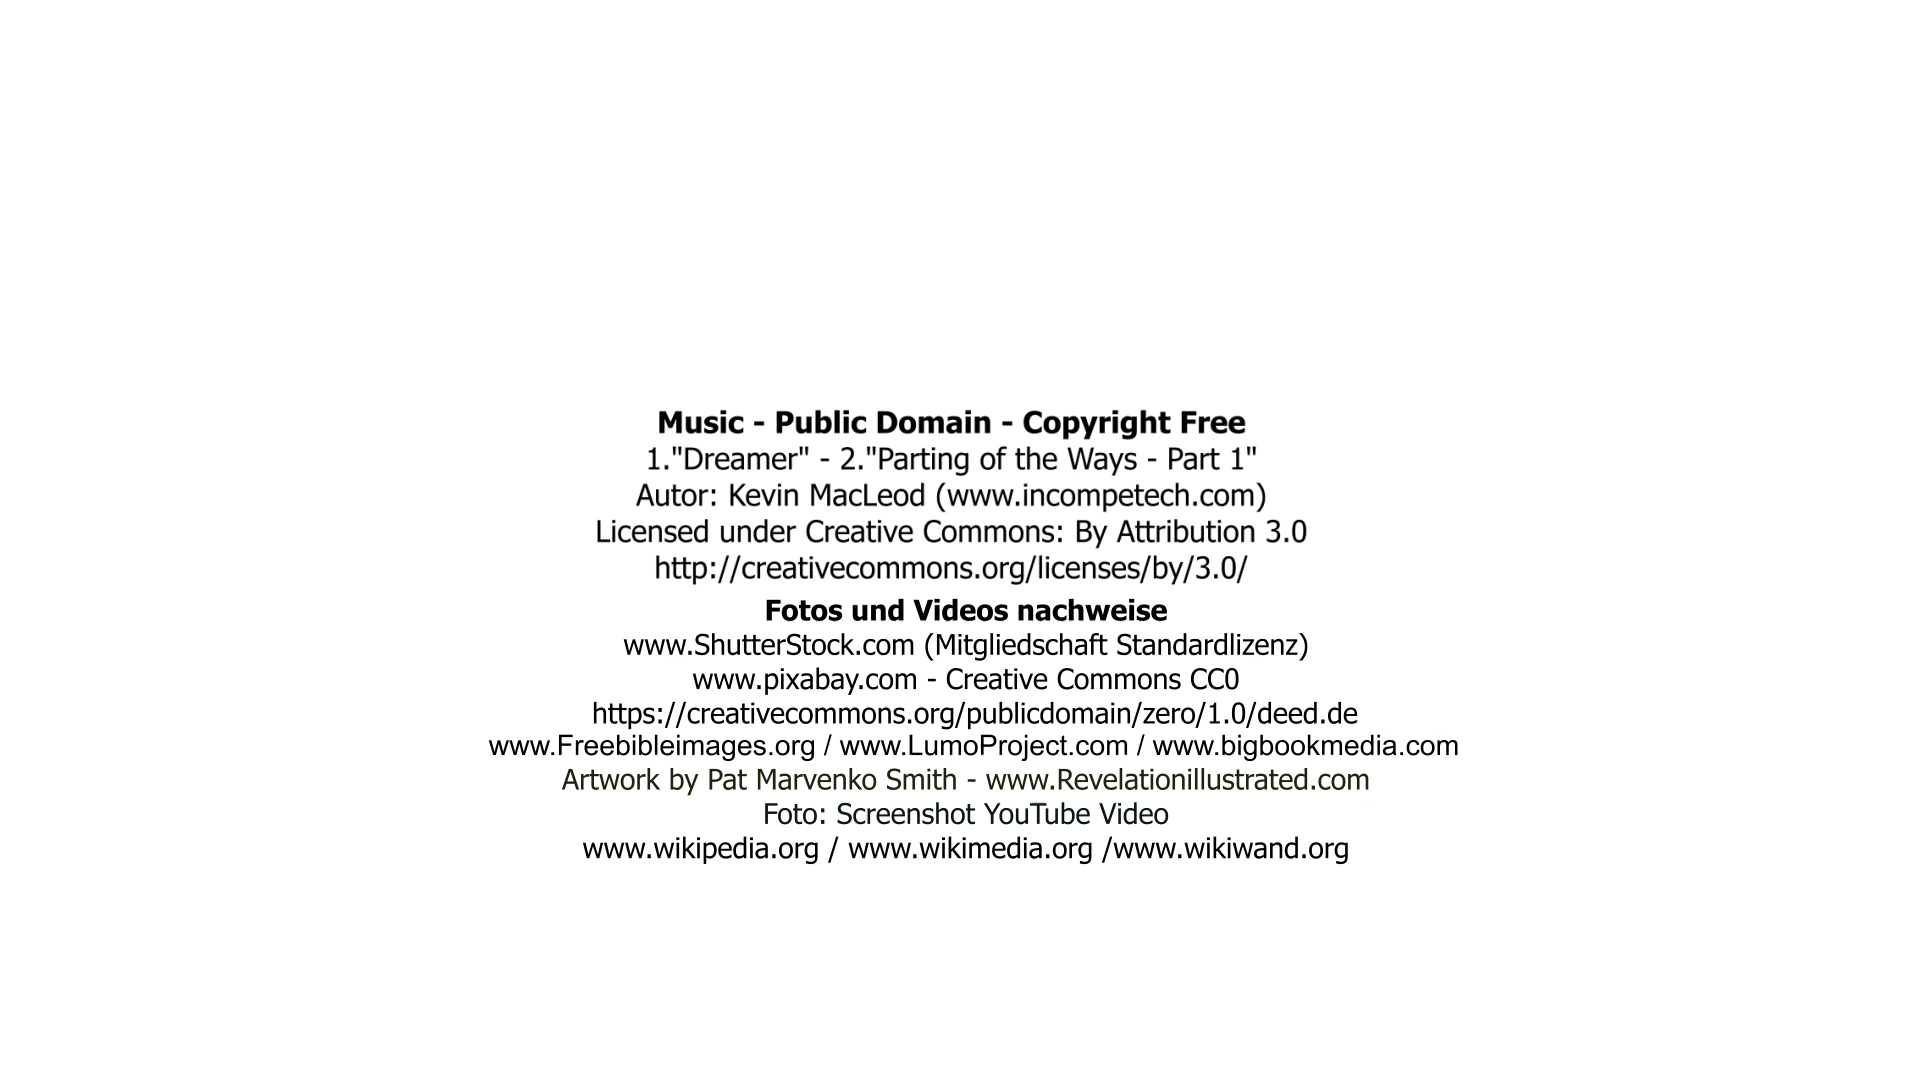 Music - Public Domain - Copyright Free
1."Dreamer" - 2."Parting of the Ways - Part 1"
Autor: Kevin MacLeod (www.incompetech.com)
Licensed under Creative Commons: By Attribution 3.0
http://creativecommons.org/licenses/by/3.0/
Fotos und Videos nachweise
www.ShutterStock.com (Mitgliedschaft Standardlizenz)
www.pixabay.com - Creative Commons CC0
https://creativecommons.org/publicdomain/zero/1.0/deed.de
www.Freebibleimages.org / www.LumoProject.com / www.bigbookmedia.com
Artwork by Pat Marvenko Smith - www.Revelationillustrated.com
Foto: Screenshot YouTube Video
www.wikipedia.org / www.wikimedia.org /www.wikiwand.org